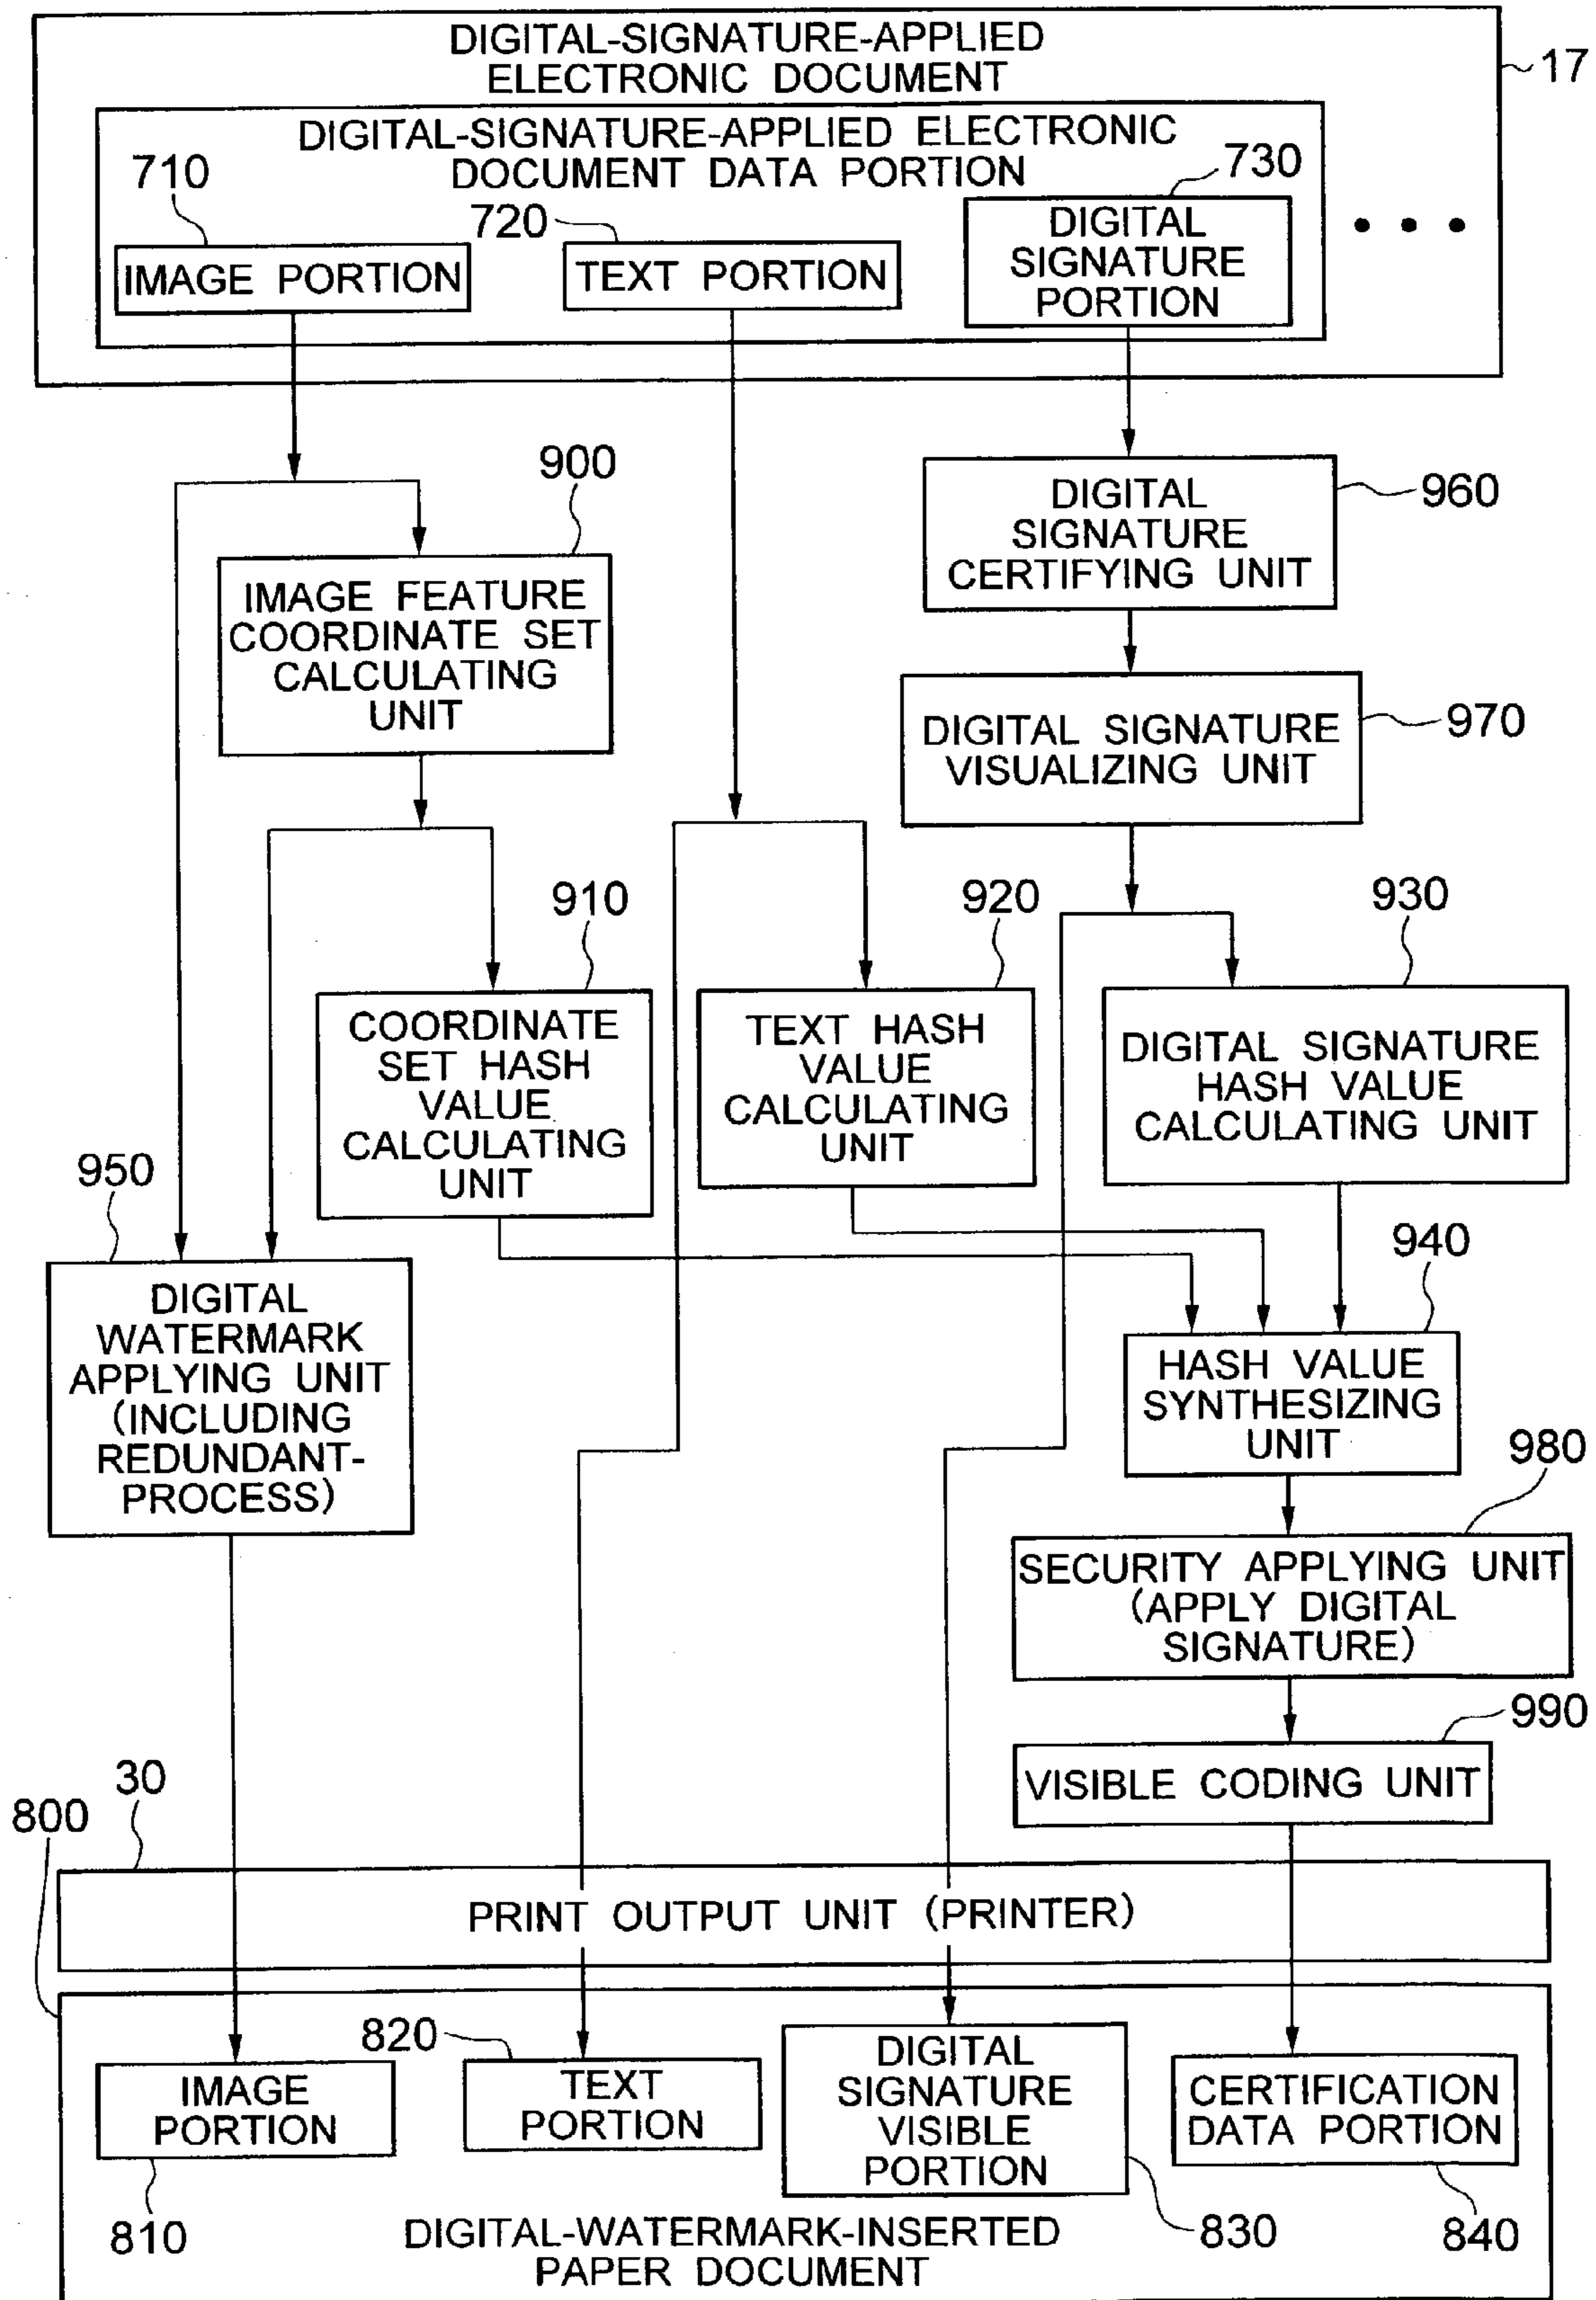 DIGITAL-SIGNATURE-APPLIED
ELECTRONIC DOCUMENT
17
DIGITAL-SIGNATURE-APPLIED ELECTRONIC
DOCUMENT DATA PORTION
710
720
730
IMAGE PORTION
TEXT PORTION
DIGITAL
SIGNATURE
PORTION
• • •
900
960
DIGITAL
SIGNATURE
CERTIFYING UNIT
IMAGE FEATURE
COORDINATE SET
CALCULATING
UNIT
970
DIGITAL SIGNATURE
VISUALIZING UNIT
910
920
930
COORDINATE
SET HASH
VALUE
CALCULATING
UNIT
TEXT HASH
VALUE
CALCULATING
UNIT
DIGITAL SIGNATURE
HASH VALUE
CALCULATING UNIT
950
940
DIGITAL
WATERMARK
APPLYING UNIT
(INCLUDING
REDUNDANT-
PROCESS)
HASH VALUE
SYNTHESIZING
UNIT
980
SECURITY APPLYING UNIT
(APPLY DIGITAL
SIGNATURE)
990
VISIBLE CODING UNIT
30
800
PRINT OUTPUT UNIT (PRINTER)
820
IMAGE
PORTION
TEXT
PORTION
DIGITAL
SIGNATURE
VISIBLE
PORTION
CERTIFICATION
DATA PORTION
810
830
840
DIGITAL-WATERMARK-INSERTED
PAPER DOCUMENT